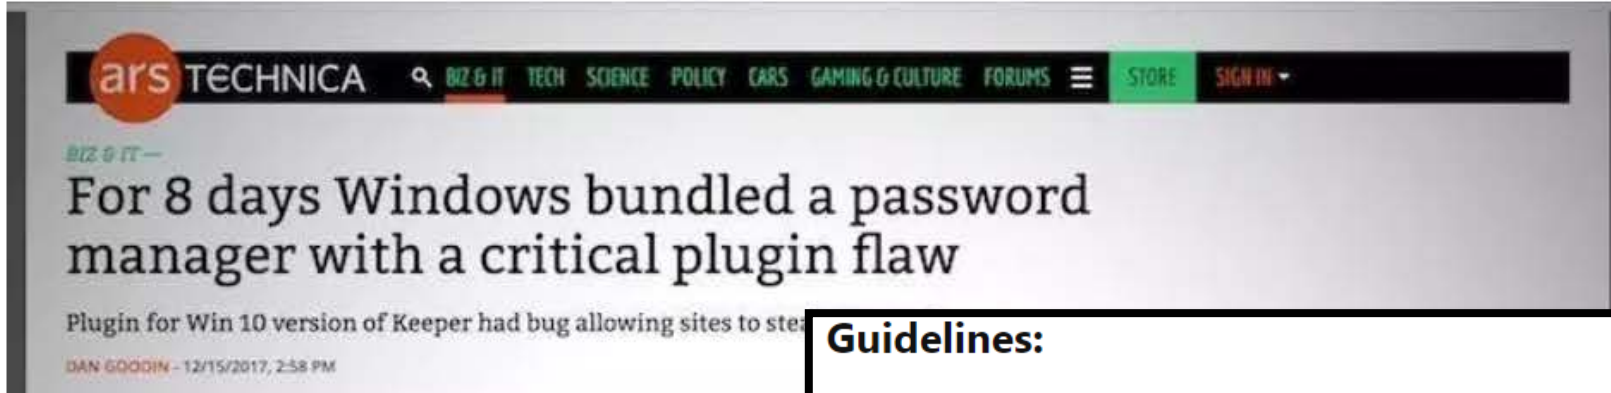 ars TECHNICA BIZ & IT TECH SCIENCE POLICY CARS GAMING & CULTURE FORUMS STORE SIGN IN
BIZ & IT —
For 8 days Windows bundled a password
manager with a critical plugin flaw
Plugin for Win 10 version of Keeper had bug allowing sites to
DAN GOODIN - 12/15/2017, 2:58 PM
Guidelines: